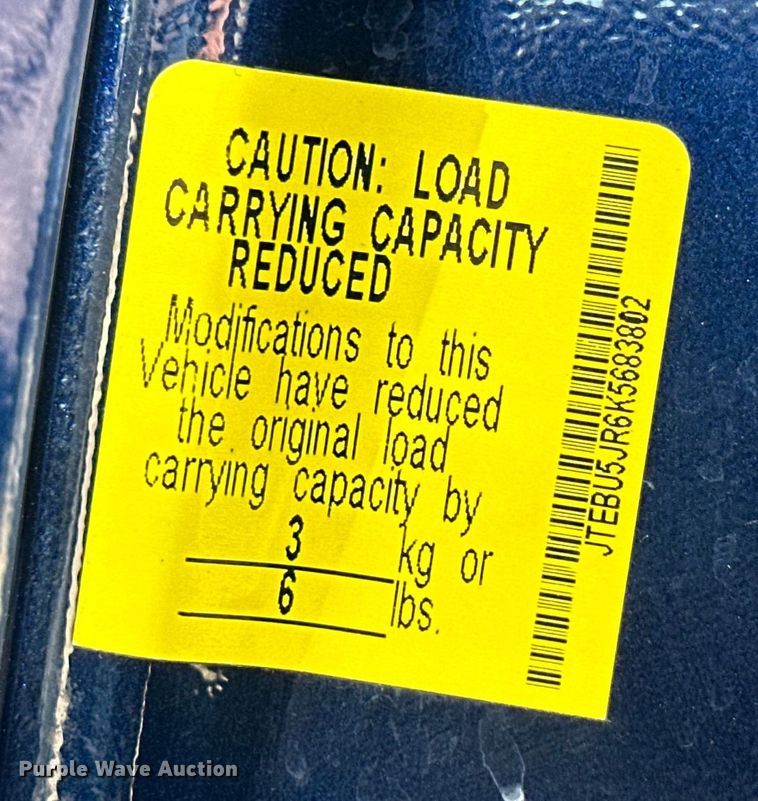 CAUTION: LOAD
CARRYING CAPACITY
REDUCED
Modifications to this
Vehicle have reduced
the original load
carrying capacity by
3 kg or
6 lbs.
JTEBU5JR6K5683802
Purple Wave Auction